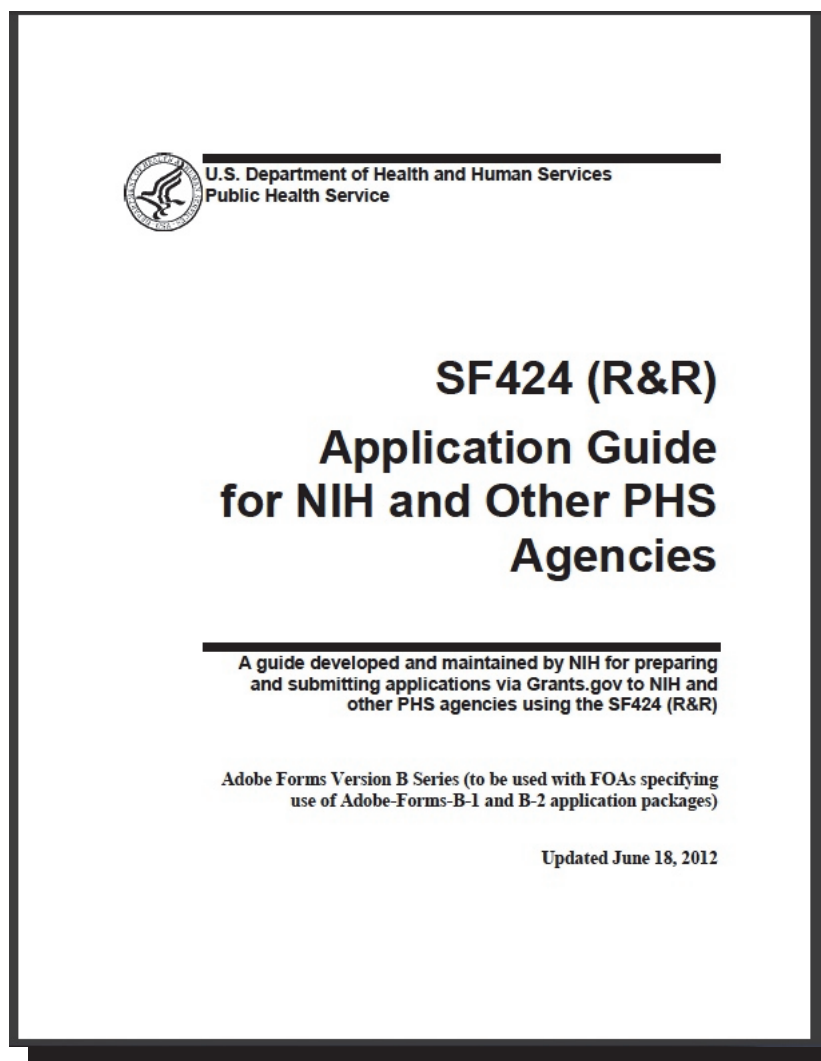 U.S. Department of Health and Human Services
Public Health Service
SF424 (R&R)
Application Guide
for NIH and Other PHS
Agencies
A guide developed and maintained by NIH for preparing
and submitting applications via Grants.gov to NIH and
other PHS agencies using the SF424 (R&R)
Adobe Forms Version B Series (to be used with FOAs specifying
use of Adobe-Forms-B-1 and B-2 application packages)
Updated June 18, 2012